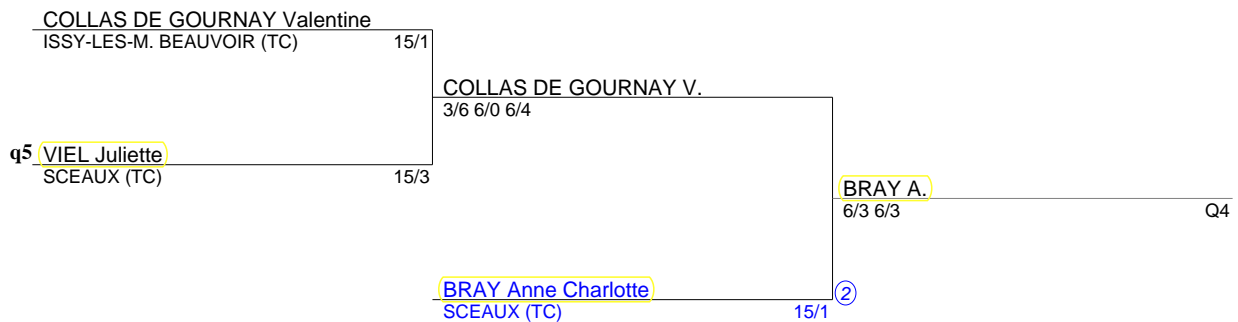 COLLAS DE GOURNAY Valentine
ISSY-LES-M. BEAUVOIR (TC) 15/1
COLLAS DE GOURNAY V.
3/6 6/0 6/4
q5 VIEL Juliette
SCEAUX (TC) 15/3
BRAY A.
6/3 6/3 Q4
BRAY Anne Charlotte 2
SCEAUX (TC) 15/1